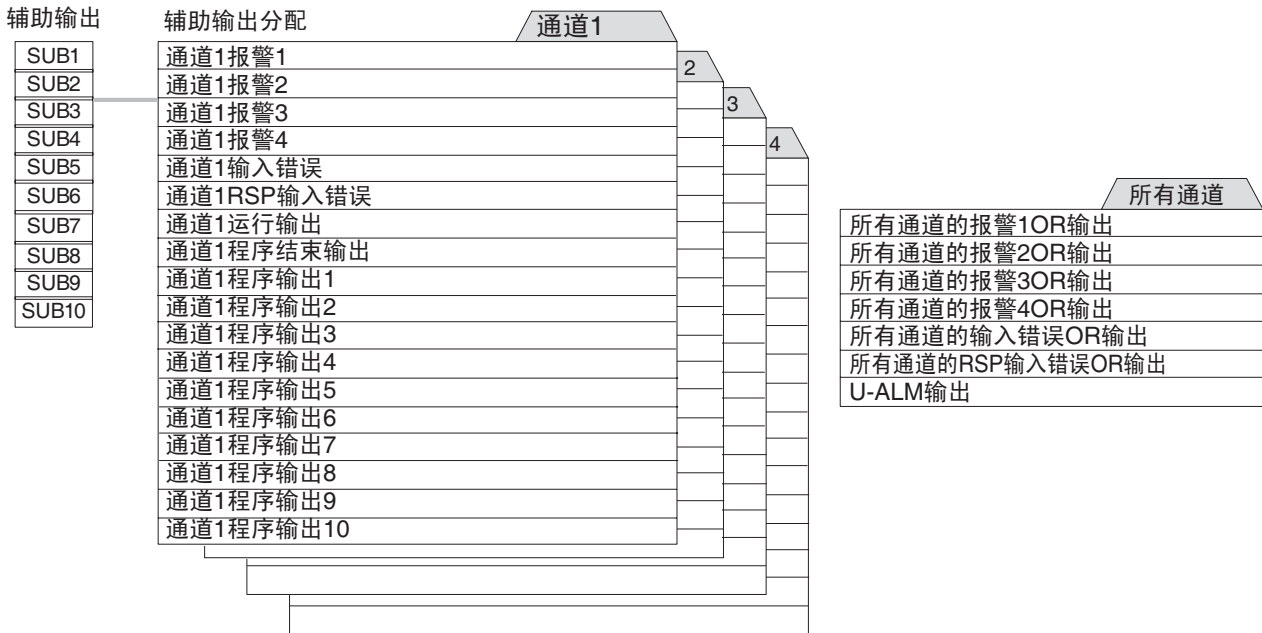 辅助输出
SUB1
SUB2
SUB3
SUB4
SUB5
SUB6
SUB7
SUB8
SUB9
SUB10
辅助输出分配
通道1
通道1报警1
通道1报警2
通道1报警3
通道1报警4
通道1输入错误
通道1RSP输入错误
通道1运行输出
通道1程序结束输出
通道1程序输出1
通道1程序输出2
通道1程序输出3
通道1程序输出4
通道1程序输出5
通道1程序输出6
通道1程序输出7
通道1程序输出8
通道1程序输出9
通道1程序输出10
2
3
4
所有通道
所有通道的报警1OR输出
所有通道的报警2OR输出
所有通道的报警3OR输出
所有通道的报警4OR输出
所有通道的输入错误OR输出
所有通道的RSP输入错误OR输出
U-ALM输出